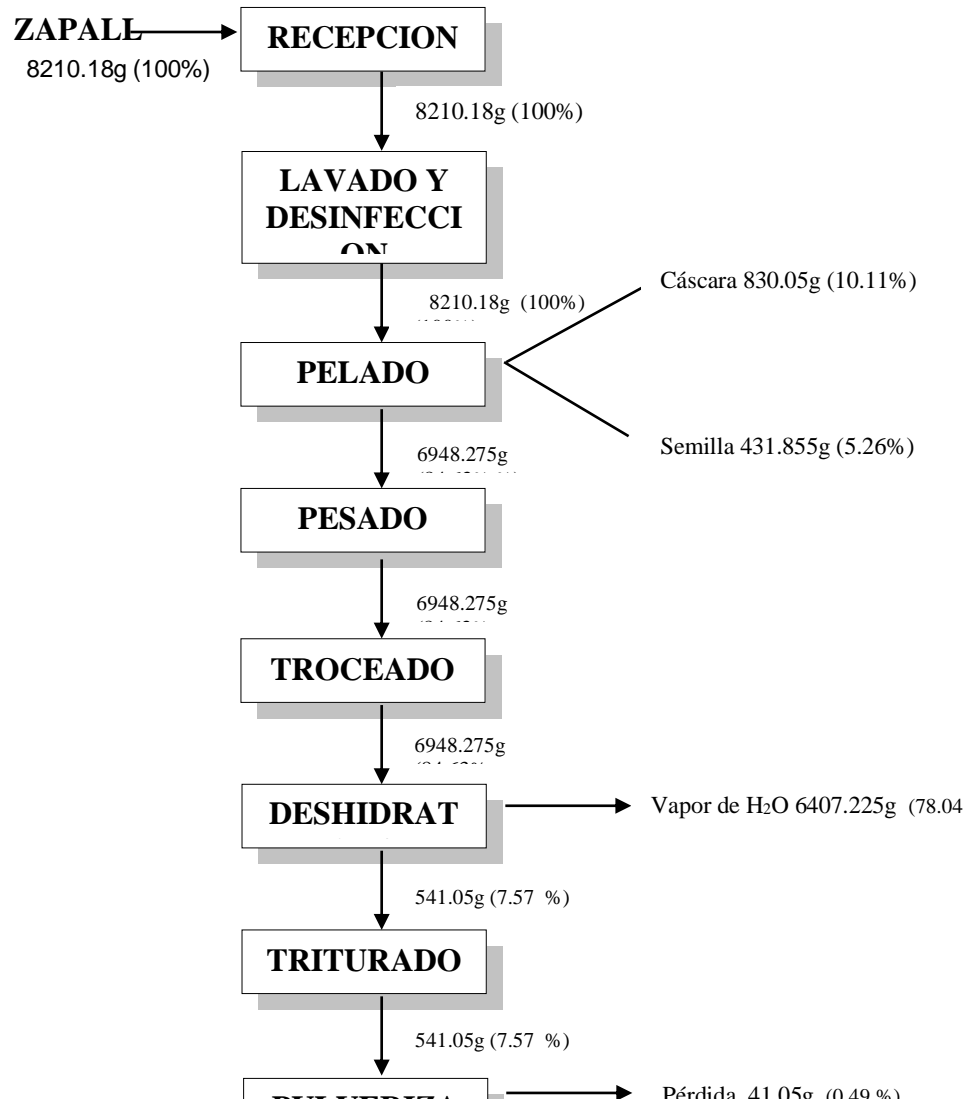 ZAPALL
RECEPCION
8210.18g (100%)
8210.18g (100%)
LAVADO Y
DESINFECCI
ON
8210.18g (100%)
Cáscara 830.05g (10.11%)
PELADO
Semilla 431.855g (5.26%)
6948.275g
PESADO
6948.275g
TROCEADO
6948.275g
DESHIDRAT
Vapor de H2O 6407.225g (78.04
541.05g (7.57 %)
TRITURADO
541.05g (7.57 %)
PULVERIZA
Pérdida 41.05g (0.49 %)